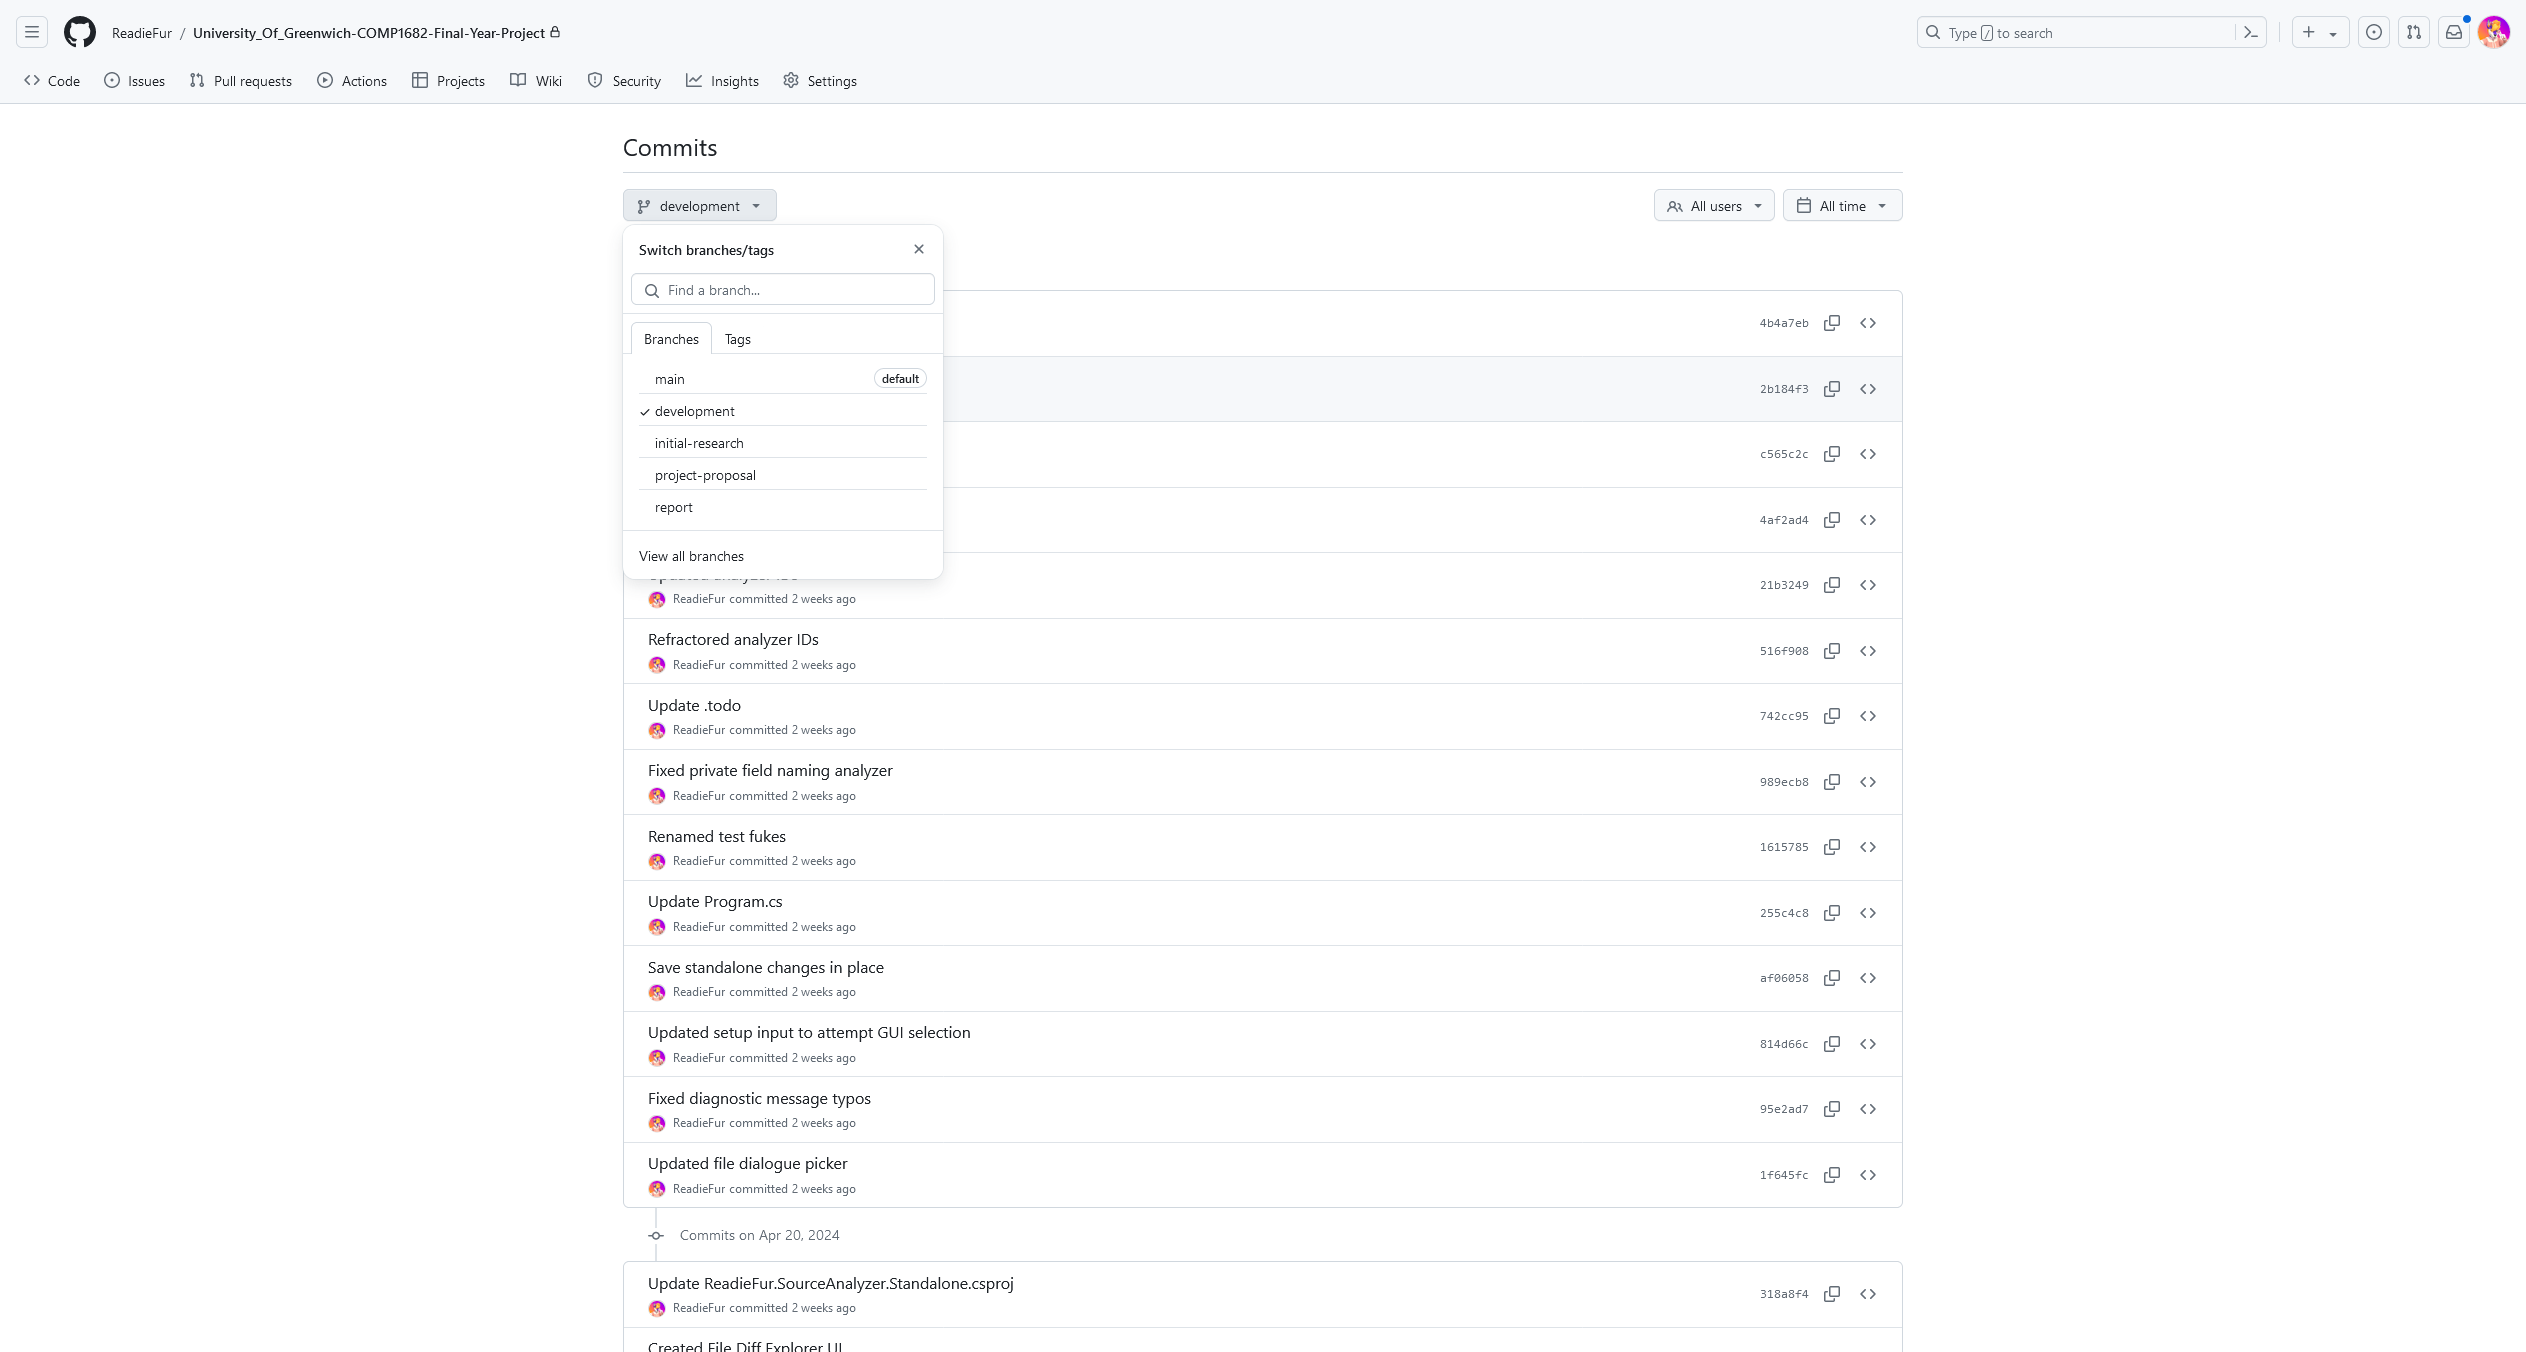 ReadieFur / University_Of_Greenwich-COMP1682-Final-Year-Project
Type / to search
Code Issues Pull requests Actions Projects Wiki Security Insights Settings
Commits
development
All users All time
Switch branches/tags
Find a branch...
Branches Tags
main default
development
initial-research
project-proposal
report
View all branches
4b4a7eb
2b184f3
c565c2c
4af2ad4
Updated analyzer IDs
ReadieFur committed 2 weeks ago
21b3249
Refractored analyzer IDs
ReadieFur committed 2 weeks ago
516f908
Update .todo
ReadieFur committed 2 weeks ago
742cc95
Fixed private field naming analyzer
ReadieFur committed 2 weeks ago
989ecb8
Renamed test fukes
ReadieFur committed 2 weeks ago
1615785
Update Program.cs
ReadieFur committed 2 weeks ago
255c4c8
Save standalone changes in place
ReadieFur committed 2 weeks ago
af06058
Updated setup input to attempt GUI selection
ReadieFur committed 2 weeks ago
814d66c
Fixed diagnostic message typos
ReadieFur committed 2 weeks ago
95e2ad7
Updated file dialogue picker
ReadieFur committed 2 weeks ago
1f645fc
Commits on Apr 20, 2024
Update ReadieFur.SourceAnalyzer.Standalone.csproj
ReadieFur committed 2 weeks ago
318a8f4
Created File Diff Explorer UI